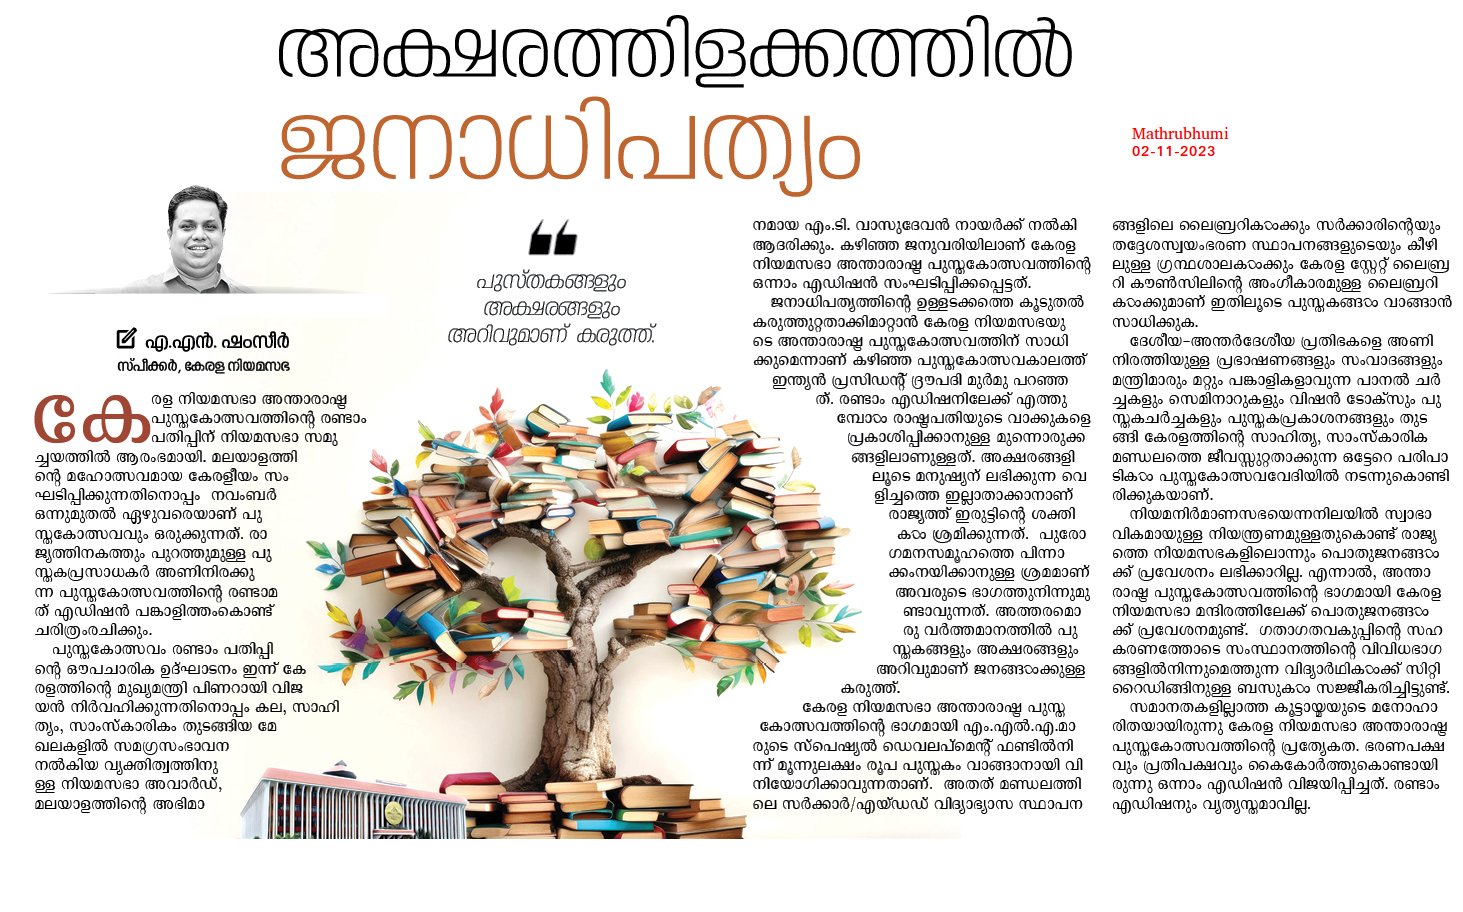 അക്ഷരത്തിളക്കത്തിൽ
ജനാധിപത്യം
Mathrubhumi
02-11-2023
എ.എൻ. ഷംസീർ
സ്പീക്കർ, കേരള നിയമസഭ
പുസ്തകങ്ങളും
അക്ഷരങ്ങളും
അറിവുമാണ് കരുത്ത്.
കേരള നിയമസഭാ അന്താരാഷ്ട്ര
പുസ്തകോത്സവത്തിന്റെ രണ്ടാം
പതിപ്പിന് നിയമസഭാ സമു
ച്ചയത്തിൽ ആരംഭമായി. മലയാളത്തി
ന്റെ മഹോത്സവമായ കേരളീയം സം
ഘടിപ്പിക്കുന്നതിനൊപ്പം നവംബർ
ഒന്നുമുതൽ ഏഴുവരെയാണ് പു
സ്തകോത്സവവും ഒരുക്കുന്നത്. രാ
ജ്യത്തിനകത്തും പുറത്തുമുള്ള പു
സ്തകപ്രസാധകർ അണിനിരക്കു
ന്ന പുസ്തകോത്സവത്തിന്റെ രണ്ടാമ
ത് എഡിഷൻ പങ്കാളിത്തംകൊണ്ട്
ചരിത്രംരചിക്കും.
പുസ്തകോത്സവം രണ്ടാം പതിപ്പി
ന്റെ ഔപചാരിക ഉദ്ഘാടനം ഇന്ന് കേ
രളത്തിന്റെ മുഖ്യമന്ത്രി പിണറായി വിജ
യൻ നിർവഹിക്കുന്നതിനൊപ്പം കല, സാഹി
ത്യം, സാംസ്കാരികം തുടങ്ങിയ മേ
ഖലകളിൽ സമഗ്രസംഭാവന
നൽകിയ വ്യക്തിത്വത്തിനു
ള്ള നിയമസഭാ അവാർഡ്,
മലയാളത്തിന്റെ അഭിമാ
നമായ എം.ടി. വാസുദേവൻ നായർക്ക് നൽകി
ആദരിക്കും. കഴിഞ്ഞ ജനുവരിയിലാണ് കേരള
നിയമസഭാ അന്താരാഷ്ട്ര പുസ്തകോത്സവത്തിന്റെ
ഒന്നാം എഡിഷൻ സംഘടിപ്പിക്കപ്പെട്ടത്.
ജനാധിപത്യത്തിന്റെ ഉള്ളടക്കത്തെ കൂടുതൽ
കരുത്തുറ്റതാക്കിമാറ്റാൻ കേരള നിയമസഭയു
ടെ അന്താരാഷ്ട്ര പുസ്തകോത്സവത്തിന് സാധി
ക്കുമെന്നാണ് കഴിഞ്ഞ പുസ്തകോത്സവകാലത്ത്
ഇന്ത്യൻ പ്രസിഡന്റ് ദ്രൗപദി മുർമു പറഞ്ഞ
ത്. രണ്ടാം എഡിഷനിലേക്ക് എത്തു
മ്പോൾ രാഷ്ട്രപതിയുടെ വാക്കുകളെ
പ്രകാശിപ്പിക്കാനുള്ള മുന്നൊരുക്ക
ങ്ങളിലാണുള്ളത്. അക്ഷരങ്ങളി
ലൂടെ മനുഷ്യന് ലഭിക്കുന്ന വെ
ളിച്ചത്തെ ഇല്ലാതാക്കാനാണ്
രാജ്യത്ത് ഇരുട്ടിന്റെ ശക്തി
കൾ ശ്രമിക്കുന്നത്. പുരോ
ഗമനസമൂഹത്തെ പിന്നാ
ക്കംനയിക്കാനുള്ള ശ്രമമാണ്
അവരുടെ ഭാഗത്തുനിന്നുമു
ണ്ടാവുന്നത്. അത്തരമൊ
രു വർത്തമാനത്തിൽ പു
സ്തകങ്ങളും അക്ഷരങ്ങളും
അറിവുമാണ് ജനങ്ങൾക്കുള്ള
കരുത്ത്.
കേരള നിയമസഭാ അന്താരാഷ്ട്ര പുസ്ത
കോത്സവത്തിന്റെ ഭാഗമായി എം.എൽ.എ.മാ
രുടെ സ്പെഷ്യൽ ഡെവലപ്മെന്റ് ഫണ്ടിൽനി
ന്ന് മൂന്നുലക്ഷം രൂപ പുസ്തകം വാങ്ങാനായി വി
നിയോഗിക്കാവുന്നതാണ്. അതത് മണ്ഡലത്തി
ലെ സർക്കാർ/എയ്ഡഡ് വിദ്യാഭ്യാസ സ്ഥാപന
ങ്ങളിലെ ലൈബ്രറികൾക്കും സർക്കാരിന്റെയും
തദ്ദേശസ്വയംഭരണ സ്ഥാപനങ്ങളുടെയും കീഴി
ലുള്ള ഗ്രന്ഥശാലകൾക്കും കേരള സ്റ്റേറ്റ് ലൈബ്ര
റി കൗൺസിലിന്റെ അംഗീകാരമുള്ള ലൈബ്രറി
കൾക്കുമാണ് ഇതിലൂടെ പുസ്തകങ്ങൾ വാങ്ങാൻ
സാധിക്കുക.
ദേശീയ-അന്തർദേശീയ പ്രതിഭകളെ അണി
നിരത്തിയുള്ള പ്രഭാഷണങ്ങളും സംവാദങ്ങളും
മന്ത്രിമാരും മറ്റും പങ്കാളികളാവുന്ന പാനൽ ചർ
ച്ചകളും സെമിനാറുകളും വിഷൻ ടോക്സും പു
സ്തകചർച്ചകളും പുസ്തകപ്രകാശനങ്ങളും തുട
ങ്ങി കേരളത്തിന്റെ സാഹിത്യ, സാംസ്കാരിക
മണ്ഡലത്തെ ജീവസ്സുറ്റതാക്കുന്ന ഒട്ടേറെ പരിപാ
ടികൾ പുസ്തകോത്സവവേദിയിൽ നടന്നുകൊണ്ടി
രിക്കുകയാണ്.
നിയമനിർമാണസഭയെന്നനിലയിൽ സ്വാഭാ
വികമായുള്ള നിയന്ത്രണമുള്ളതുകൊണ്ട് രാജ്യ
ത്തെ നിയമസഭകളിലൊന്നും പൊതുജനങ്ങൾ
ക്ക് പ്രവേശനം ലഭിക്കാറില്ല. എന്നാൽ, അന്താ
രാഷ്ട്ര പുസ്തകോത്സവത്തിന്റെ ഭാഗമായി കേരള
നിയമസഭാ മന്ദിരത്തിലേക്ക് പൊതുജനങ്ങൾ
ക്ക് പ്രവേശനമുണ്ട്. ഗതാഗതവകുപ്പിന്റെ സഹ
കരണത്തോടെ സംസ്ഥാനത്തിന്റെ വിവിധഭാഗ
ങ്ങളിൽനിന്നുമെത്തുന്ന വിദ്യാർഥികൾക്ക് സിറ്റി
റൈഡിങ്ങിനുള്ള ബസുകൾ സജ്ജീകരിച്ചിട്ടുണ്ട്.
സമാനതകളില്ലാത്ത കൂട്ടായ്മയുടെ മനോഹാ
രിതയായിരുന്നു കേരള നിയമസഭാ അന്താരാഷ്ട്ര
പുസ്തകോത്സവത്തിന്റെ പ്രത്യേകത. ഭരണപക്ഷ
വും പ്രതിപക്ഷവും കൈകോർത്തുകൊണ്ടായി
രുന്നു ഒന്നാം എഡിഷൻ വിജയിപ്പിച്ചത്. രണ്ടാം
എഡിഷനും വ്യത്യസ്തമാവില്ല.